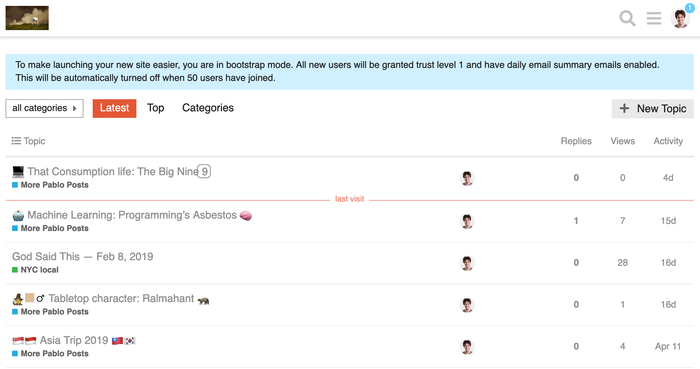 1
To make launching your new site easier, you are in bootstrap mode. All new users will be granted trust level 1 and have daily email summary emails enabled.
This will be automatically turned off when 50 users have joined.
all categories
Latest
Top
Categories
+ New Topic
Topic
Replies
Views
Activity
That Consumption life: The Big Nine 9
0
0
4d
More Pablo Posts
last visit
Machine Learning: Programming's Asbestos
1
7
15d
More Pablo Posts
God Said This — Feb 8, 2019
0
28
16d
NYC local
Tabletop character: Ralmahant
0
1
16d
More Pablo Posts
Asia Trip 2019
0
4
Apr 11
More Pablo Posts